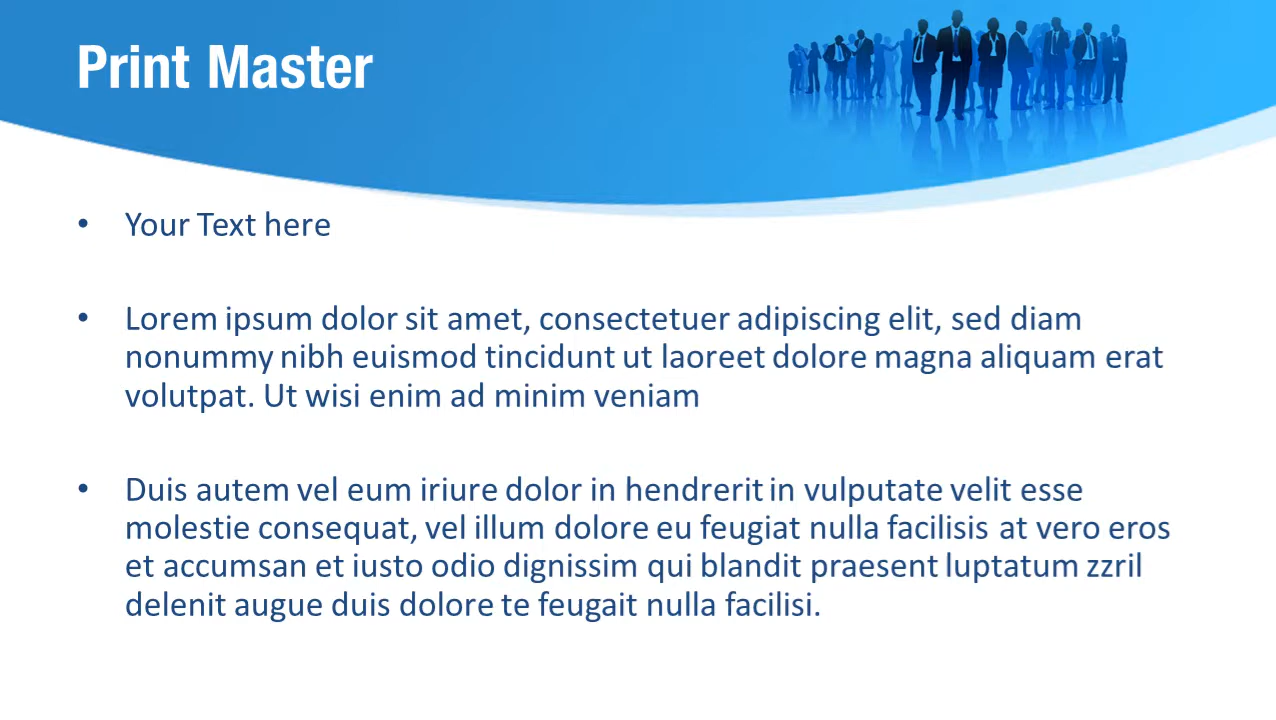 Print Master
• Your Text here
• Lorem ipsum dolor sit amet, consectetuer adipiscing elit, sed diam
nonummy nibh euismod tincidunt ut laoreet dolore magna aliquam erat
volutpat. Ut wisi enim ad minim veniam
• Duis autem vel eum iriure dolor in hendrerit in vulputate velit esse
molestie consequat, vel illum dolore eu feugiat nulla facilisis at vero eros
et accumsan et iusto odio dignissim qui blandit praesent luptatum zzril
delenit augue duis dolore te feugait nulla facilisi.